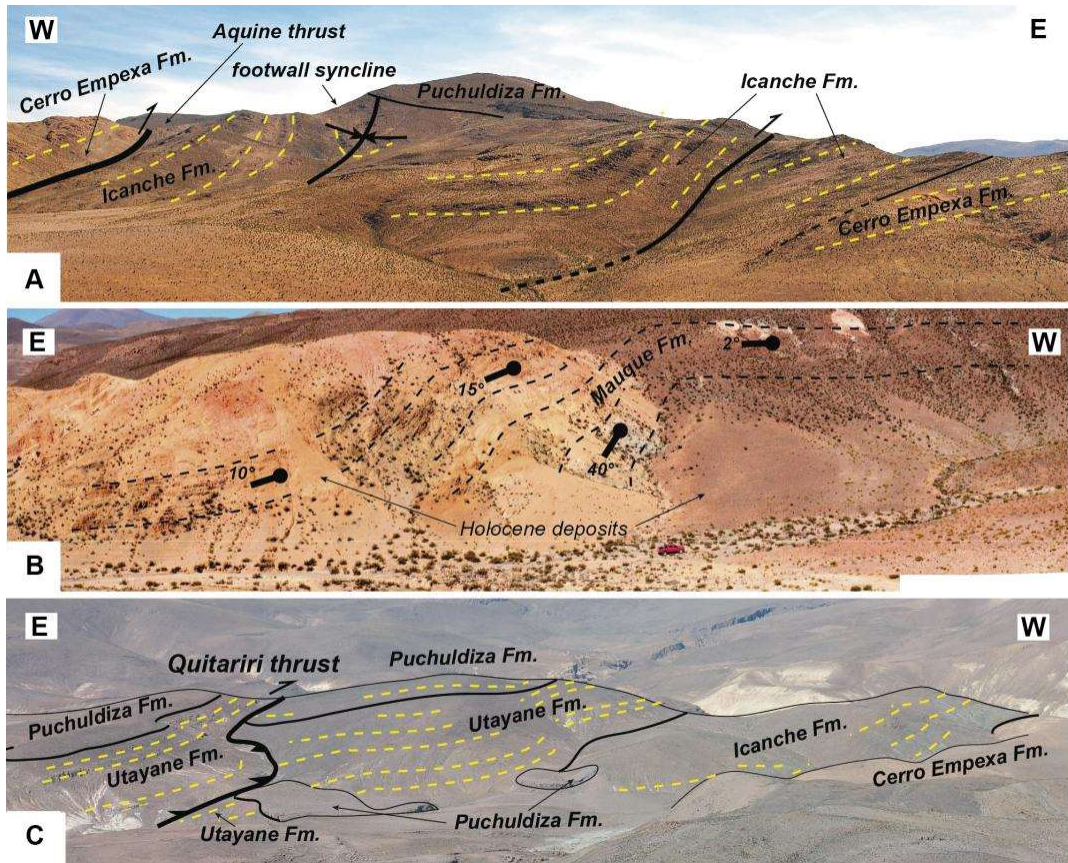 W
E
Aquine thrust
Cerro Empexa Fm.
footwall syncline
Puchuldiza Fm.
Icanche Fm.
Icanche Fm.
Cerro Empexa Fm.
A
E
W
2°
15°
Mauque Fm.
40°
10°
Holocene deposits
B
E
W
Quitariri thrust
Puchuldiza Fm.
Puchuldiza Fm.
Utayane Fm.
Icanche Fm.
Utayane Fm.
Cerro Empexa Fm.
Puchuldiza Fm.
Utayane Fm.
C